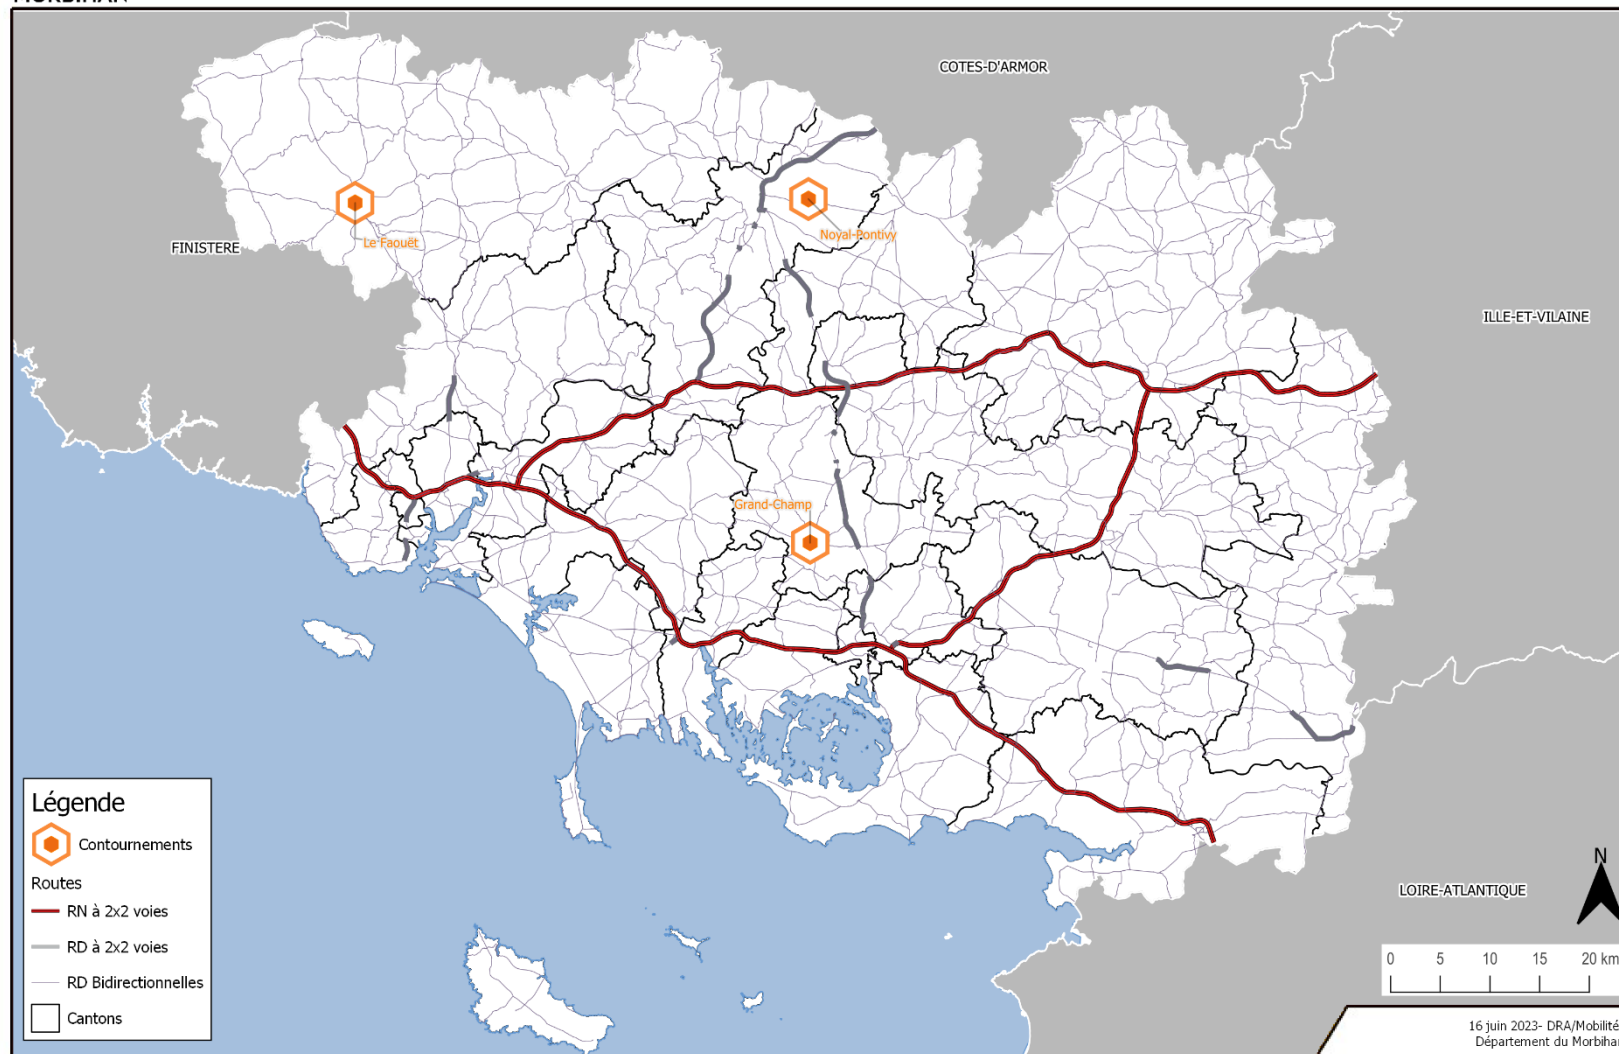 MORBIHAN
COTES-D'ARMOR
FINISTERE
Le Faouët
Noyal-Pontivy
ILLE-ET-VILAINE
Grand-Champ
LOIRE-ATLANTIQUE
Légende
Contournements
Routes
RN à 2x2 voies
RD à 2x2 voies
RD Bidirectionnelles
Cantons
N
0 5 10 15 20 km
16 juin 2023- DRA/Mobilité
Département du Morbihan